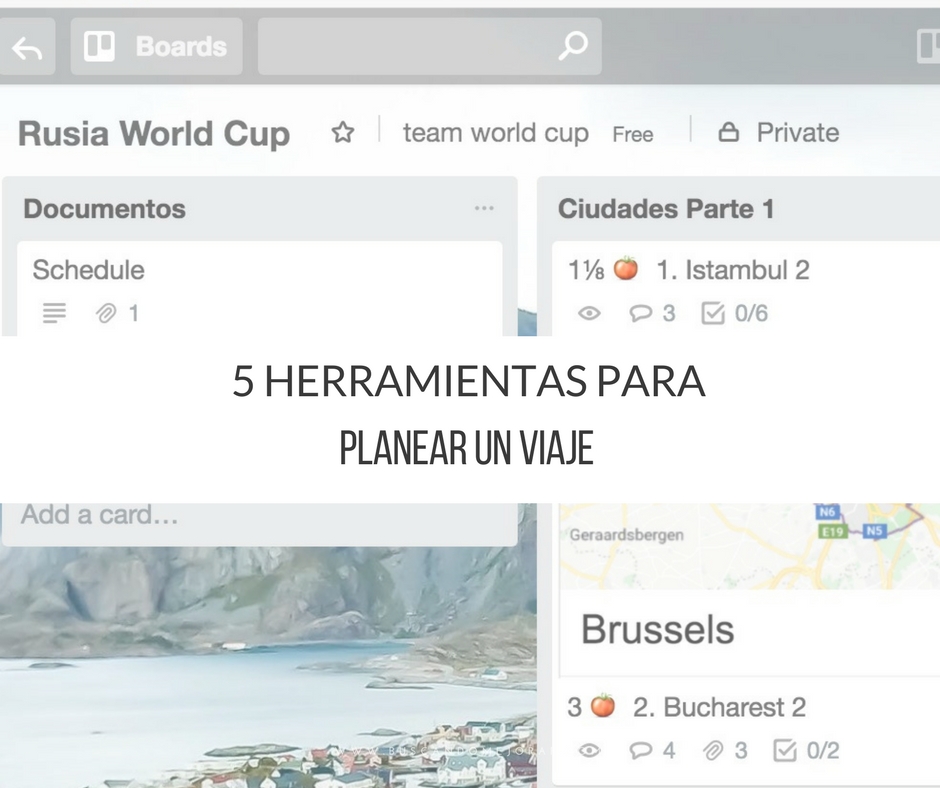 Boards
Rusia World Cup team world cup Free Private
Documentos
Schedule
1
Ciudades Parte 1
1⅛ 🍅 1. Istambul 2
3 0/6
5 HERRAMIENTAS PARA
PLANEAR UN VIAJE
Add a card...
N6
Geraardsbergen E19 N5
Brussels
3 🍅 2. Bucharest 2
4 3 0/2